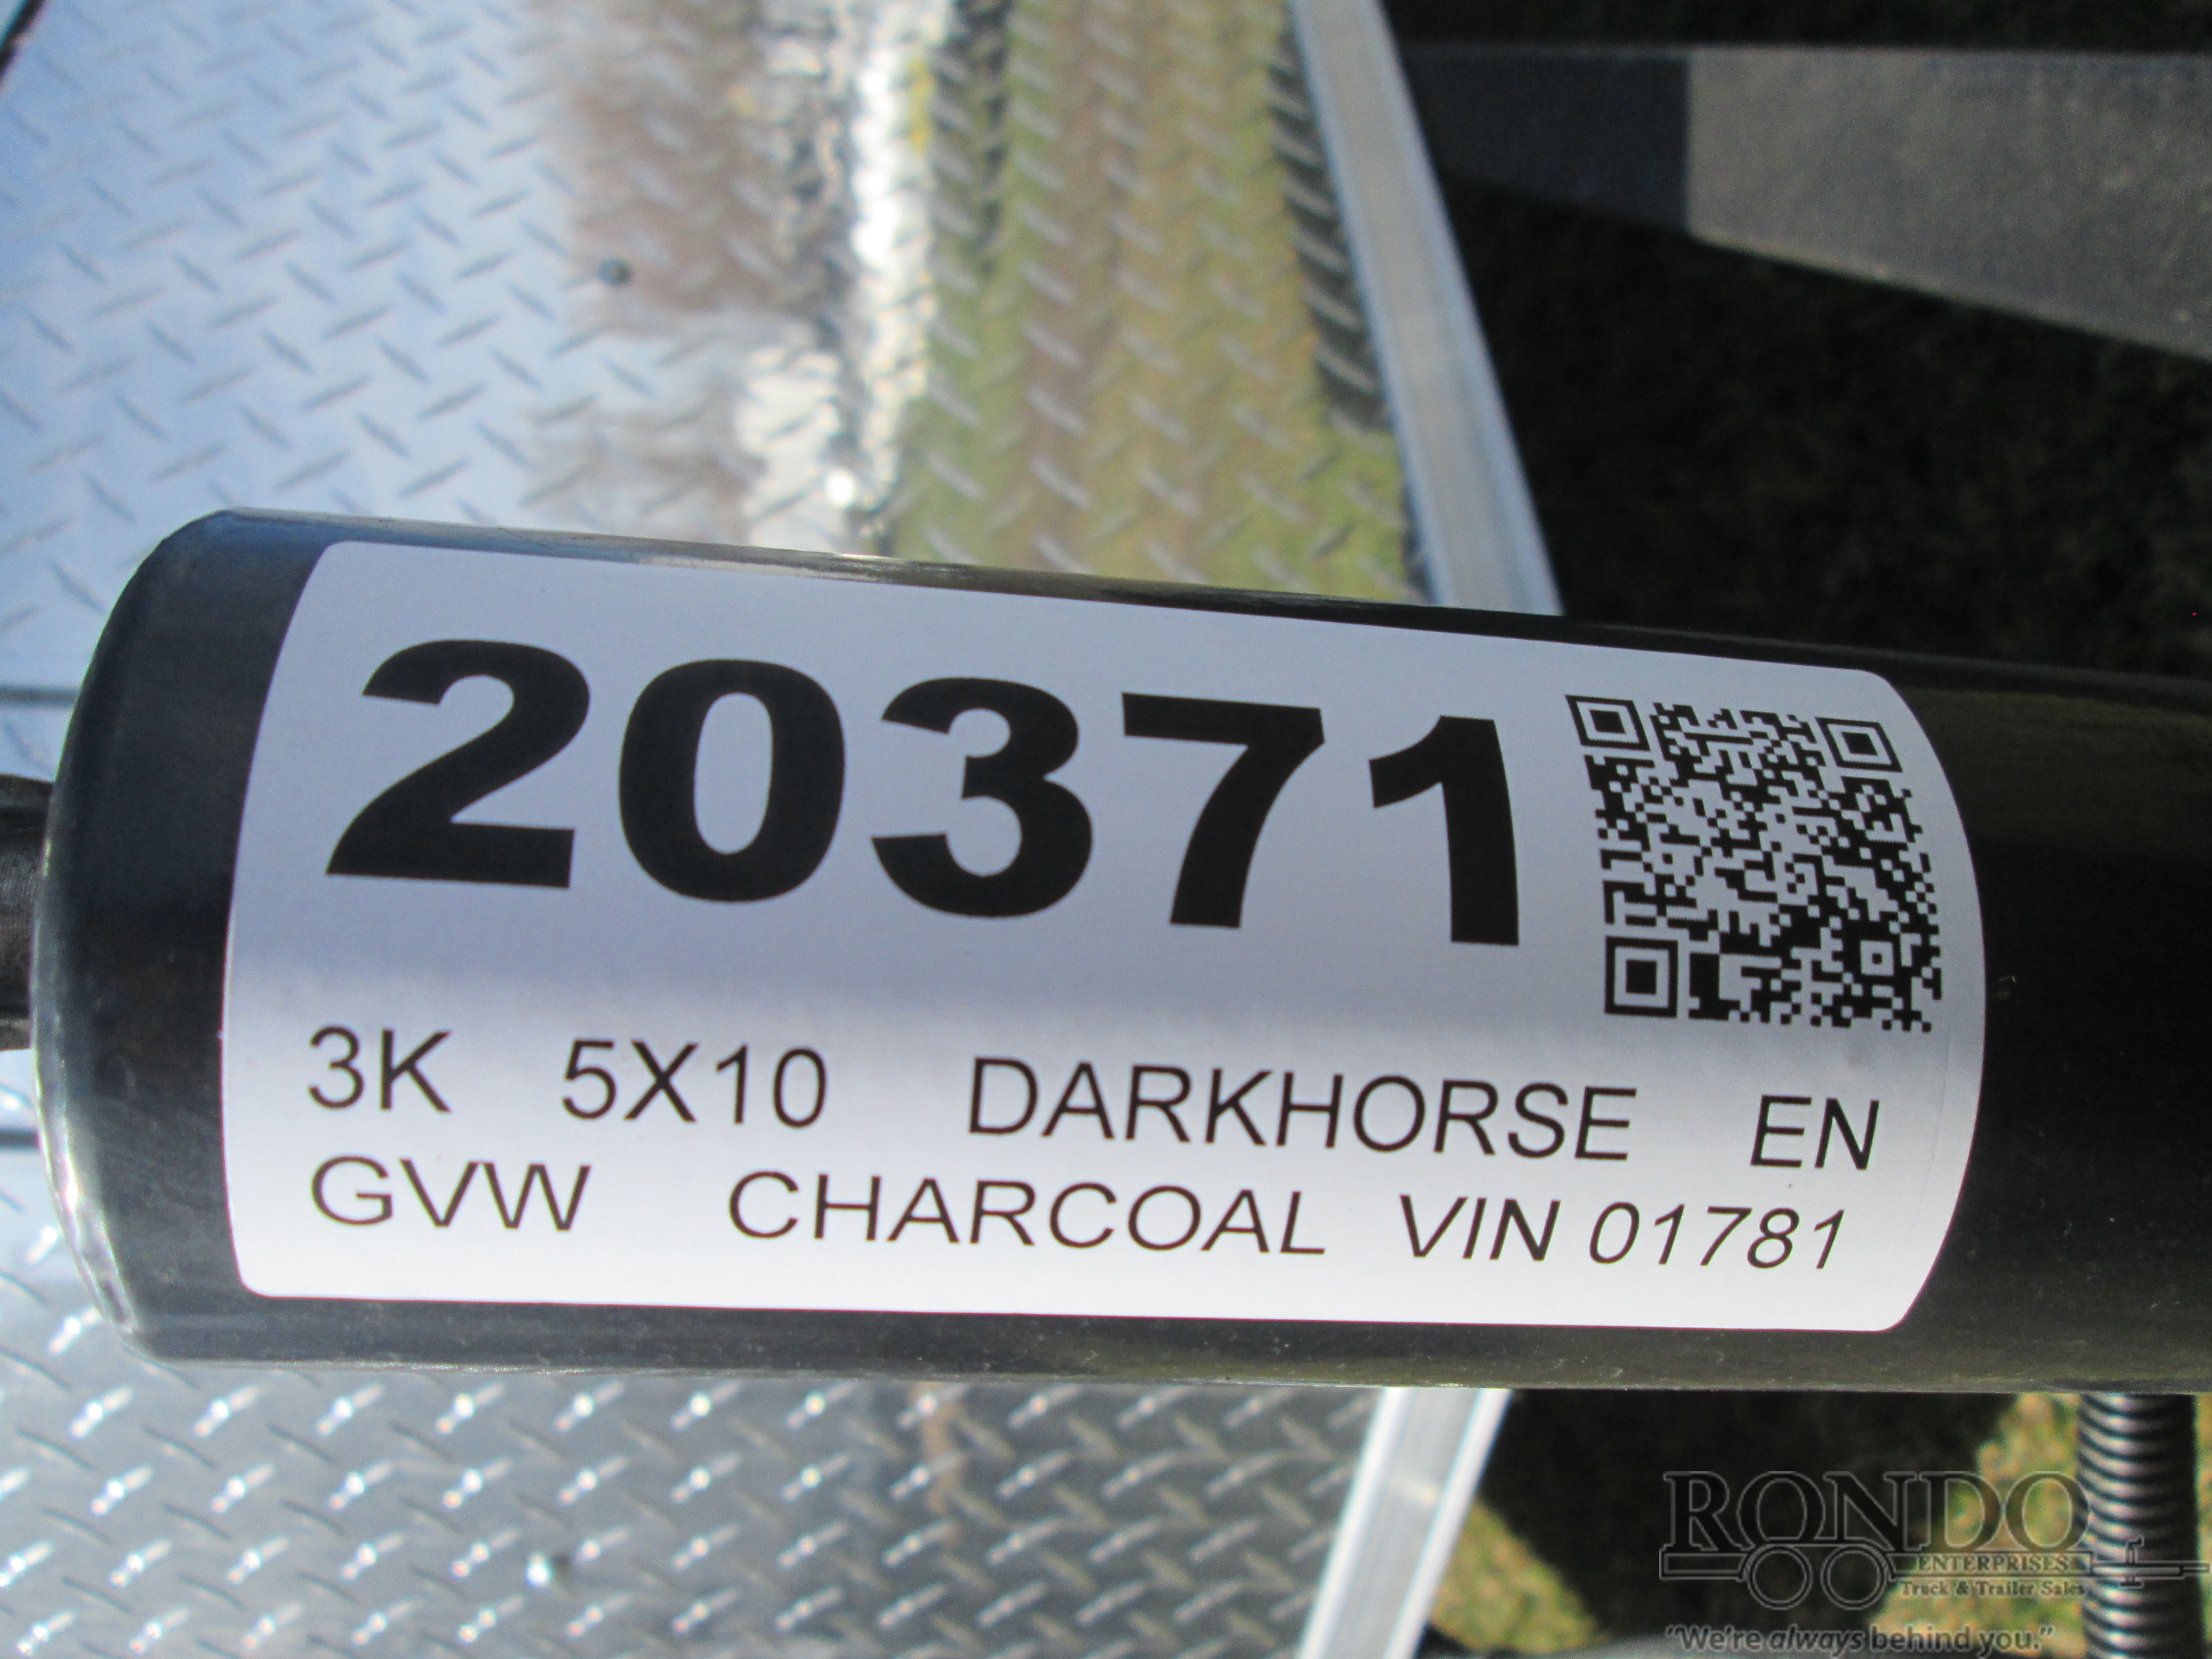 20371
3K 5X10 DARKHORSE EN
GVW CHARCOAL VIN 01781
RONDO
ENTERPRISES
Truck & Trailer Sales
"We're always behind you."